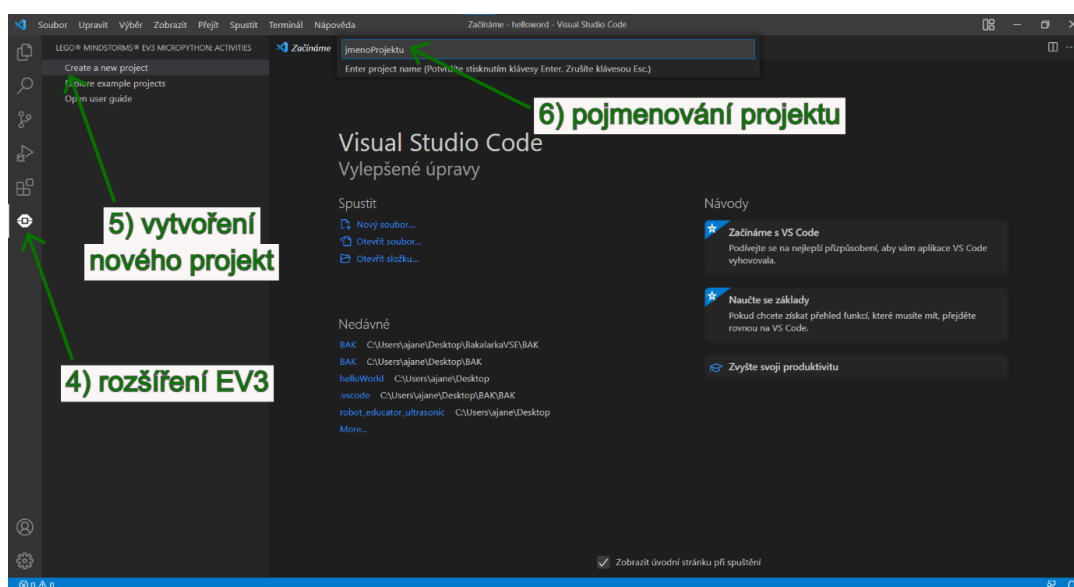 Soubor Upravit Výběr Zobrazit Přejít Spustit Terminál Nápověda
Začínáme - helloword - Visual Studio Code
LEGO® MINDSTORMS® EV3 MICROPYTHON: ACTIVITIES
Create a new project
Explore example projects
Open user guide
Začínáme
jmenoProjektu
Enter project name (Potvrďte stisknutím klávesy Enter. Zrušíte klávesou Esc.)
6) pojmenování projektu
5) vytvoření
nového projekt
4) rozšíření EV3
Visual Studio Code
Vylepšené úpravy
Spustit
Nový soubor...
Otevřít soubor...
Otevřít složku...
Nedávné
BAK C:\Users\ajane\Desktop\BakalarkaVSE\BAK
BAK C:\Users\ajane\Desktop\BAK
helloWorld C:\Users\ajane\Desktop
.vscode C:\Users\ajane\Desktop\BAK\BAK
robot_educator_ultrasonic C:\Users\ajane\Desktop
More...
Návody
Začínáme s VS Code
Podívejte se na nejlepší přizpůsobení, aby vám aplikace VS Code
vyhovovala.
Naučte se základy
Pokud chcete získat přehled funkcí, které musíte mít, přejděte
rovnou na VS Code.
Zvyšte svoji produktivitu
Zobrazit úvodní stránku při spuštění
0 0